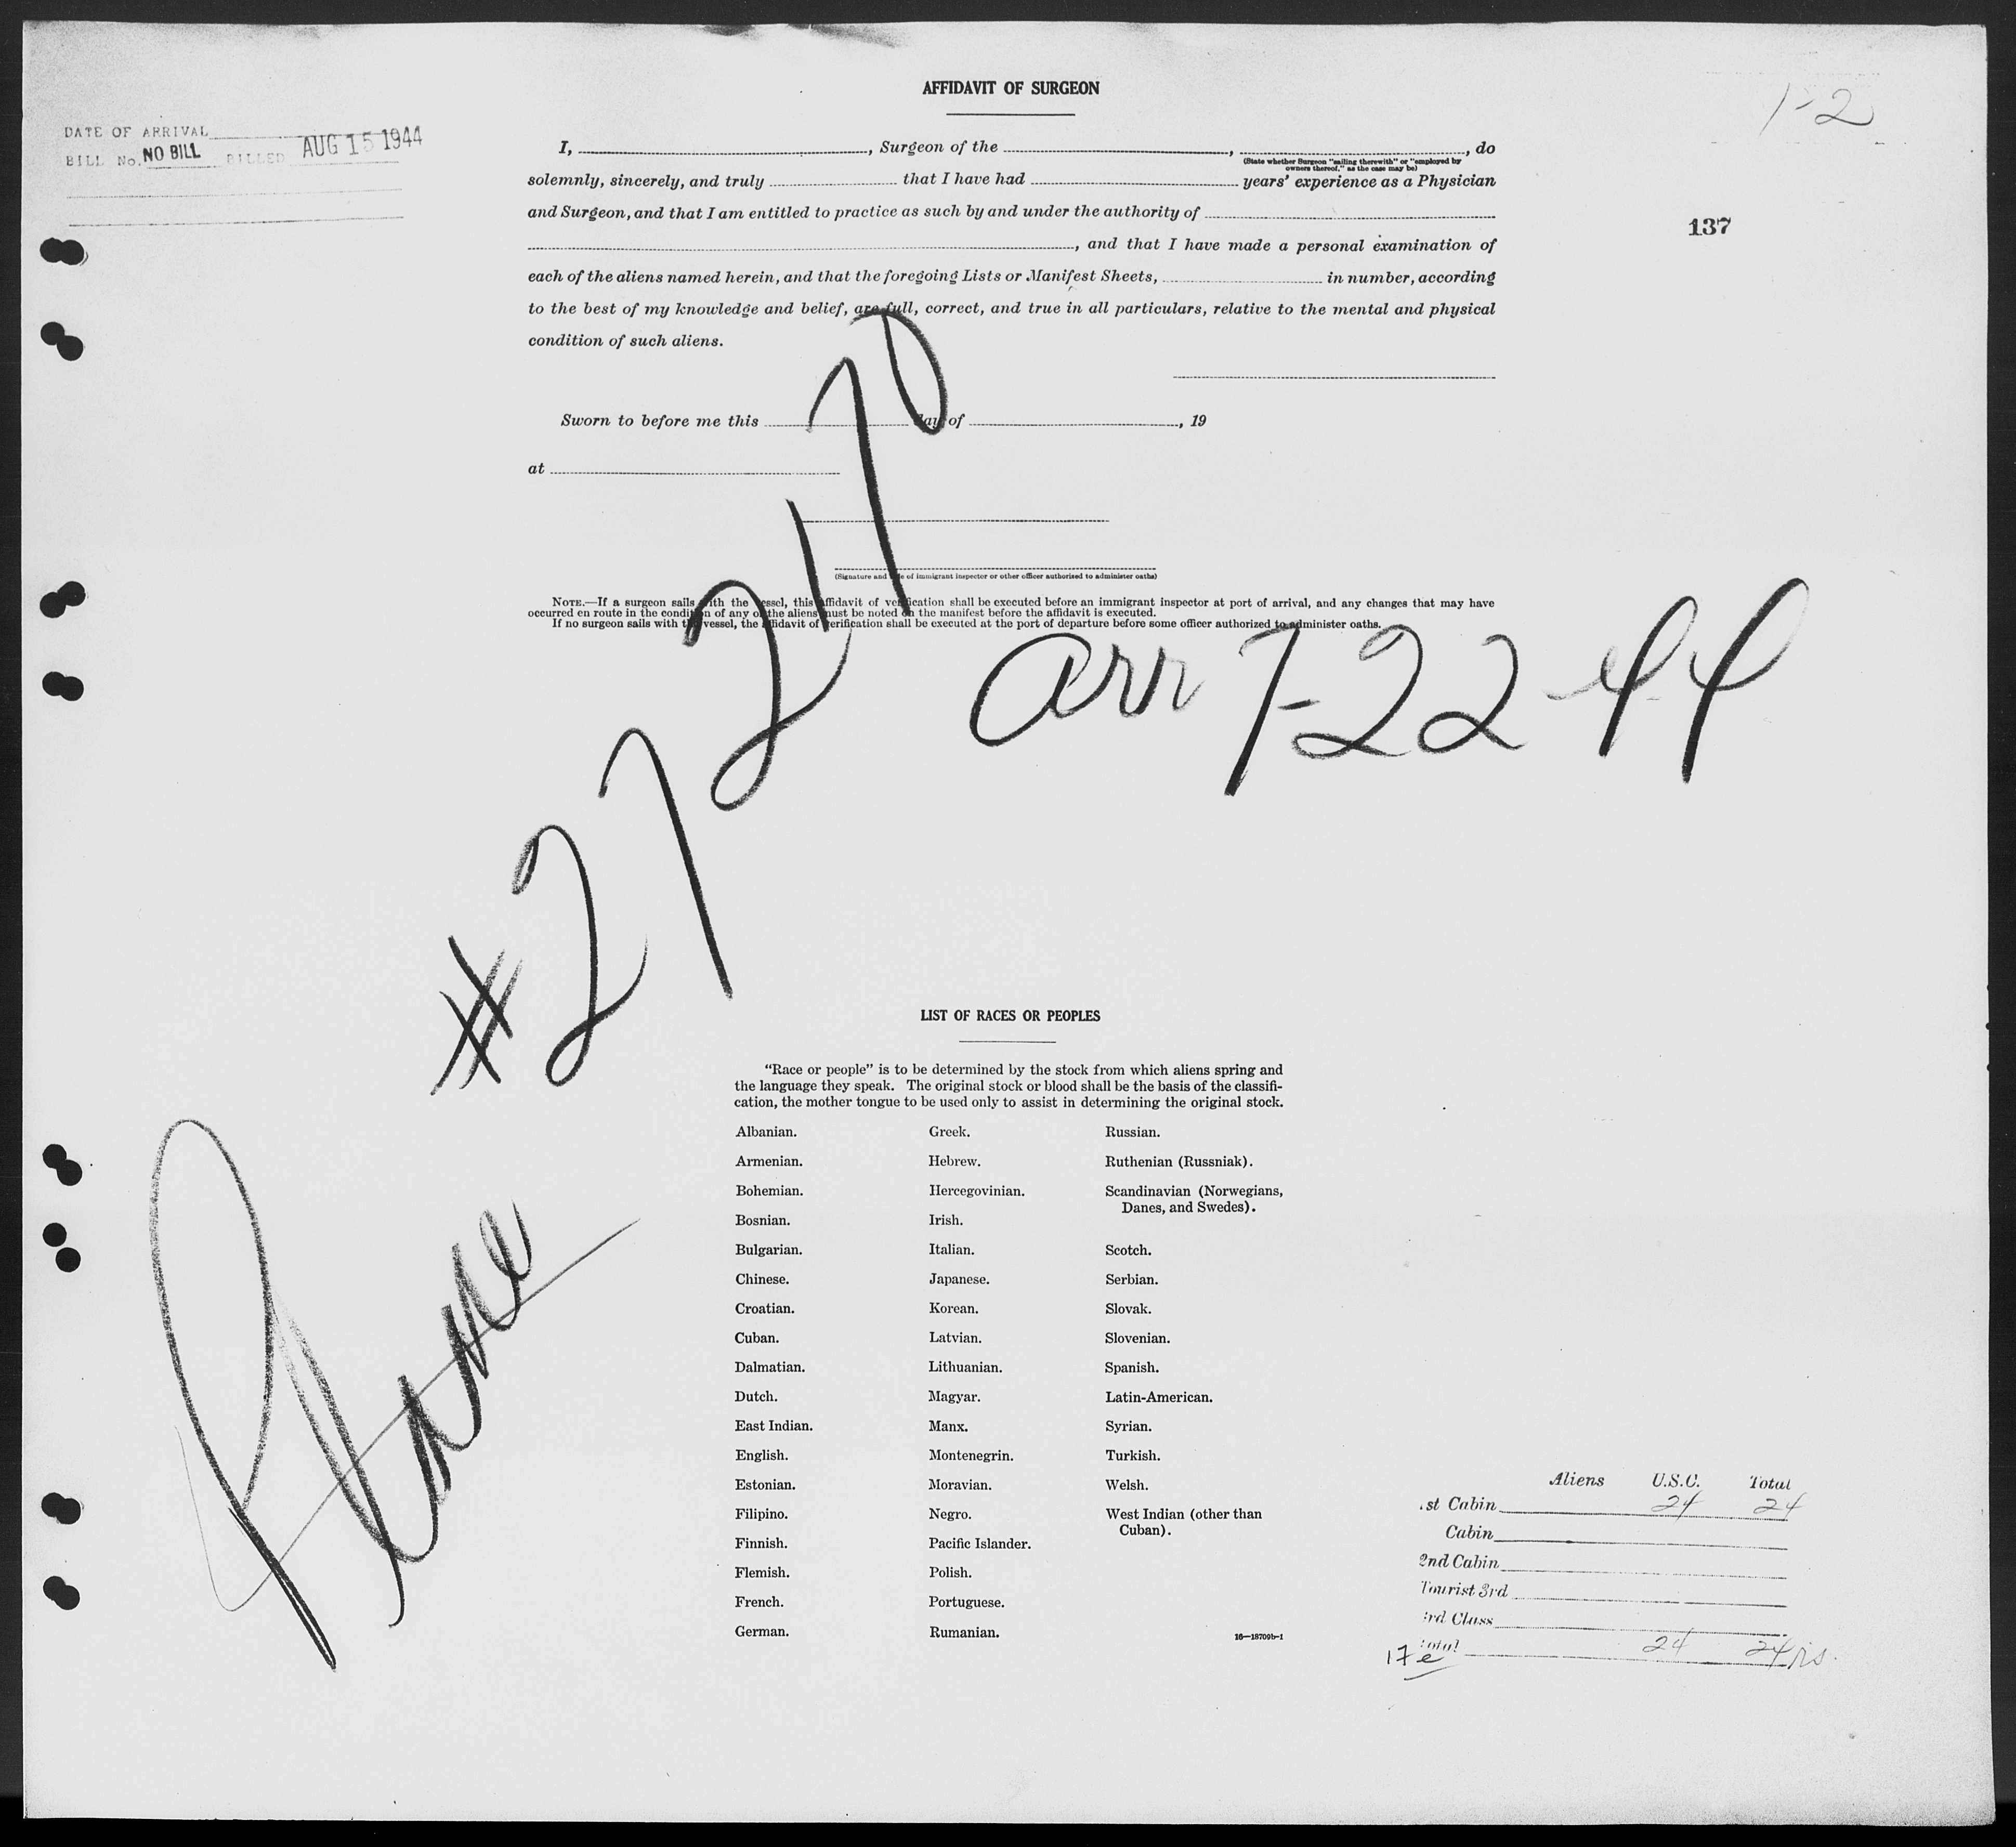 AFFIDAVIT OF SURGEON
1-2
DATE OF ARRIVAL
BILL No. NO BILL BILLED AUG 15 1944
I, , Surgeon of the , , do
(State whether Surgeon "sailing therewith" or "employed by owners thereof," as the case may be)
solemnly, sincerely, and truly that I have had years' experience as a Physician
and Surgeon, and that I am entitled to practice as such by and under the authority of
137
, and that I have made a personal examination of
each of the aliens named herein, and that the foregoing Lists or Manifest Sheets, in number, according
to the best of my knowledge and belief, are full, correct, and true in all particulars, relative to the mental and physical
condition of such aliens.
Sworn to before me this day of , 19
at
(Signature and title of immigrant inspector or other officer authorized to administer oaths)
NOTE.—If a surgeon sails with the vessel, this affidavit of verification shall be executed before an immigrant inspector at port of arrival, and any changes that may have
occurred en route in the condition of any of the aliens must be noted on the manifest before the affidavit is executed.
If no surgeon sails with the vessel, the affidavit of verification shall be executed at the port of departure before some officer authorized to administer oaths.
arr 7-22-44
Plane #272170
LIST OF RACES OR PEOPLES
"Race or people" is to be determined by the stock from which aliens spring and
the language they speak. The original stock or blood shall be the basis of the classifi-
cation, the mother tongue to be used only to assist in determining the original stock.
Albanian. Greek. Russian.
Armenian. Hebrew. Ruthenian (Russniak).
Bohemian. Hercegovinian. Scandinavian (Norwegians,
Danes, and Swedes).
Bosnian. Irish.
Bulgarian. Italian. Scotch.
Chinese. Japanese. Serbian.
Croatian. Korean. Slovak.
Cuban. Latvian. Slovenian.
Dalmatian. Lithuanian. Spanish.
Dutch. Magyar. Latin-American.
East Indian. Manx. Syrian.
English. Montenegrin. Turkish.
Estonian. Moravian. Welsh.
Filipino. Negro. West Indian (other than
Cuban).
Finnish. Pacific Islander.
Flemish. Polish.
French. Portuguese.
German. Rumanian.
16—18709b-1
Aliens U.S.C. Total
1st Cabin 24 24
Cabin
2nd Cabin
Tourist 3rd
3rd Class
Total 24 24
17 e